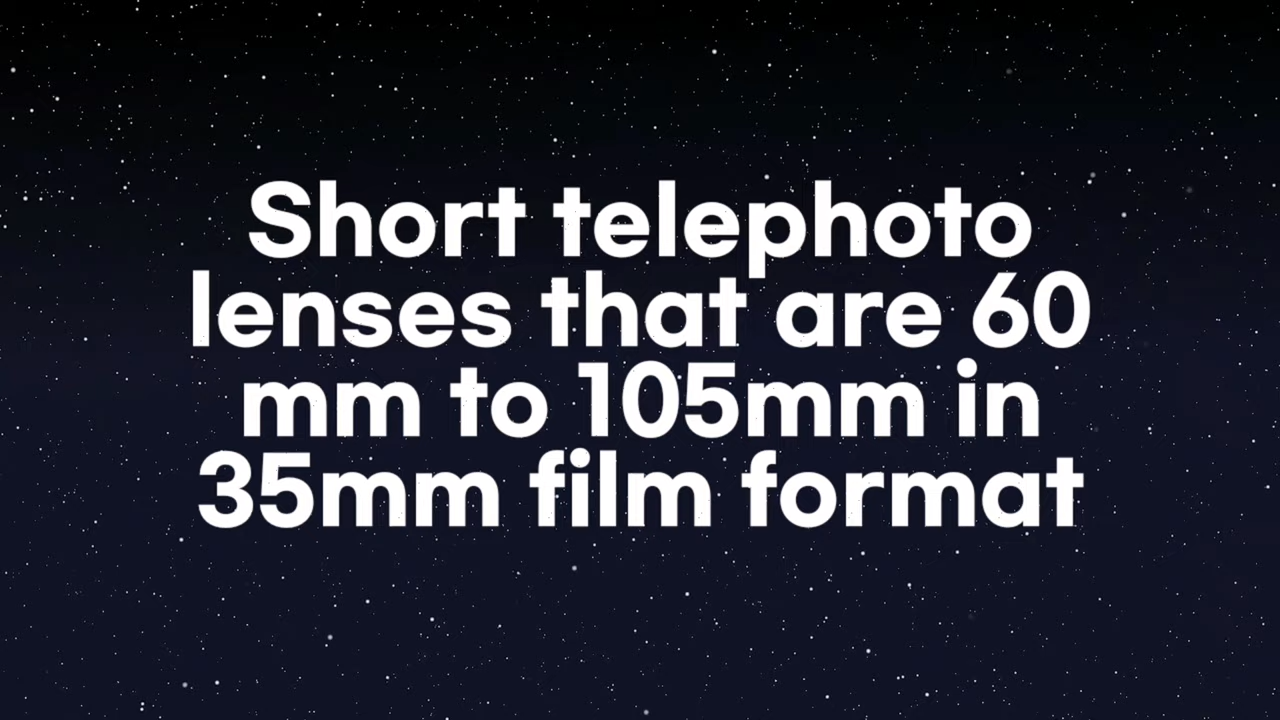 Short telephoto
lenses that are 60
mm to 105mm in
35mm film format